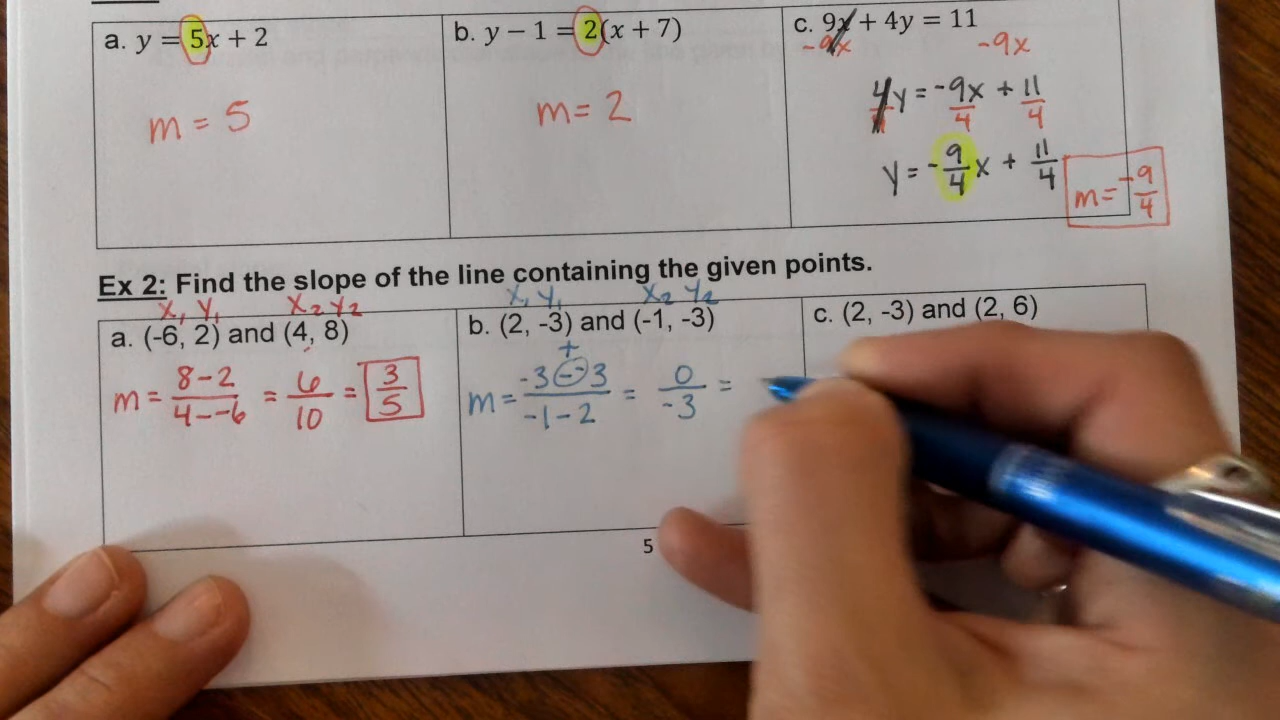 a. y = 5x + 2
m = 5
b. y − 1 = 2(x + 7)
m = 2
c. 9x + 4y = 11
-9x -9x
4y = -9x + 11
4 4 4
y = -9/4 x + 11/4
m = -9/4
Ex 2: Find the slope of the line containing the given points.
x₁ y₁ x₂ y₂
a. (-6, 2) and (4, 8)
m = 8-2/4--6 = 6/10 = 3/5
x₁ y₁ x₂ y₂
b. (2, -3) and (-1, -3)
+
m = -3--3/-1-2 = 0/-3 =
c. (2, -3) and (2, 6)
5